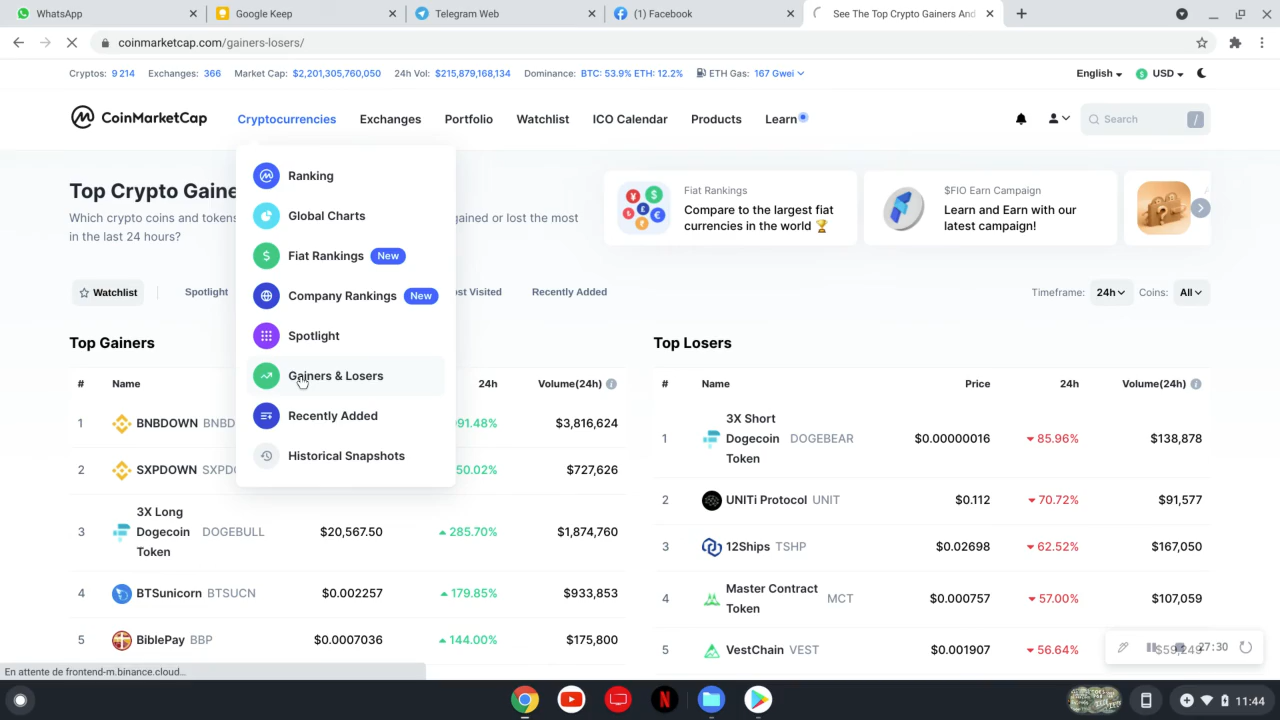 WhatsApp
Google Keep
Telegram Web
(1) Facebook
See The Top Crypto Gainers And
coinmarketcap.com/gainers-losers/
Cryptos: 9 214 Exchanges: 366 Market Cap: $2,201,305,760,050 24h Vol: $215,879,168,134 Dominance: BTC: 53.9% ETH: 12.2% ETH Gas: 167 Gwei
English USD
CoinMarketCap
Cryptocurrencies Exchanges Portfolio Watchlist ICO Calendar Products Learn
Search /
Ranking
Global Charts
Fiat Rankings New
Company Rankings New
Spotlight
Gainers & Losers
Recently Added
Historical Snapshots
Top Crypto Gaine
Which crypto coins and tokens gained or lost the most
in the last 24 hours?
Fiat Rankings
Compare to the largest fiat
currencies in the world 🏆
$FIO Earn Campaign
Learn and Earn with our
latest campaign!
Watchlist Spotlight ost Visited Recently Added
Timeframe: 24h Coins: All
Top Gainers
# Name 24h Volume(24h)
1 BNBDOWN BNBD 91.48% $3,816,624
2 SXPDOWN SXPD 50.02% $727,626
3 3X Long
Dogecoin
Token DOGEBULL $20,567.50 285.70% $1,874,760
4 BTSunicorn BTSUCN $0.002257 179.85% $933,853
5 BiblePay BBP $0.0007036 144.00% $175,800
Top Losers
# Name Price 24h Volume(24h)
1 3X Short
Dogecoin
Token DOGEBEAR $0.00000016 85.96% $138,878
2 UNITi Protocol UNIT $0.112 70.72% $91,577
3 12Ships TSHP $0.02698 62.52% $167,050
4 Master Contract
Token MCT $0.000757 57.00% $107,059
5 VestChain VEST $0.001907 56.64%
27:30
En attente de frontend-m.binance.cloud...
11:44